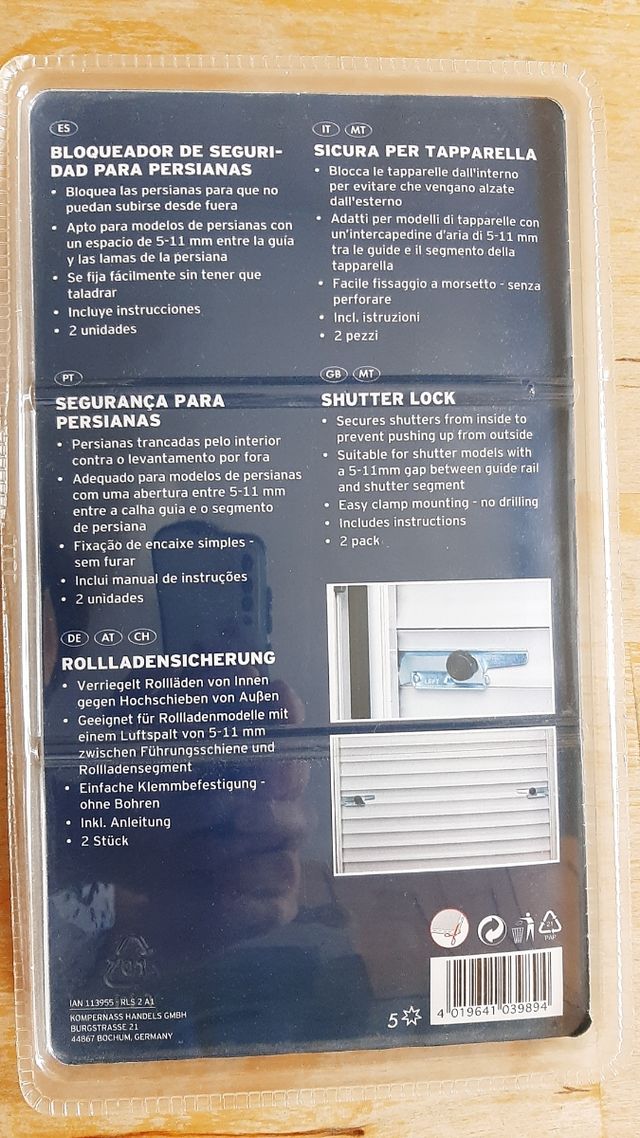 ES
BLOQUEADOR DE SEGURI-
DAD PARA PERSIANAS
• Bloquea las persianas para que no
puedan subirse desde fuera
• Apto para modelos de persianas con
un espacio de 5-11 mm entre la guía
y las lamas de la persiana
• Se fija fácilmente sin tener que
taladrar
• Incluye instrucciones
• 2 unidades
IT MT
SICURA PER TAPPARELLA
• Blocca le tapparelle dall'interno
per evitare che vengano alzate
dall'esterno
• Adatti per modelli di tapparelle con
un'intercapedine d'aria di 5-11 mm
tra le guide e il segmento della
tapparella
• Facile fissaggio a morsetto - senza
perforare
• Incl. istruzioni
• 2 pezzi
PT
SEGURANÇA PARA
PERSIANAS
• Persianas trancadas pelo interior
contra o levantamento por fora
• Adequado para modelos de persianas
com uma abertura entre 5-11 mm
entre a calha guia e o segmento
de persiana
• Fixação de encaixe simples -
sem furar
• Inclui manual de instruções
• 2 unidades
GB MT
SHUTTER LOCK
• Secures shutters from inside to
prevent pushing up from outside
• Suitable for shutter models with
a 5-11mm gap between guide rail
and shutter segment
• Easy clamp mounting - no drilling
• Includes instructions
• 2 pack
DE AT CH
ROLLLADENSICHERUNG
• Verriegelt Rollläden von Innen
gegen Hochschieben von Außen
• Geeignet für Rollladenmodelle mit
einem Luftspalt von 5-11 mm
zwischen Führungsschiene und
Rollladensegment
• Einfache Klemmbefestigung -
ohne Bohren
• Inkl. Anleitung
• 2 Stück
LEFT
21
PAP
IAN 113955 - RLS 2 A1
KOMPERNASS HANDELS GMBH
BURGSTRASSE 21
44867 BOCHUM, GERMANY
5
4 019641 039894